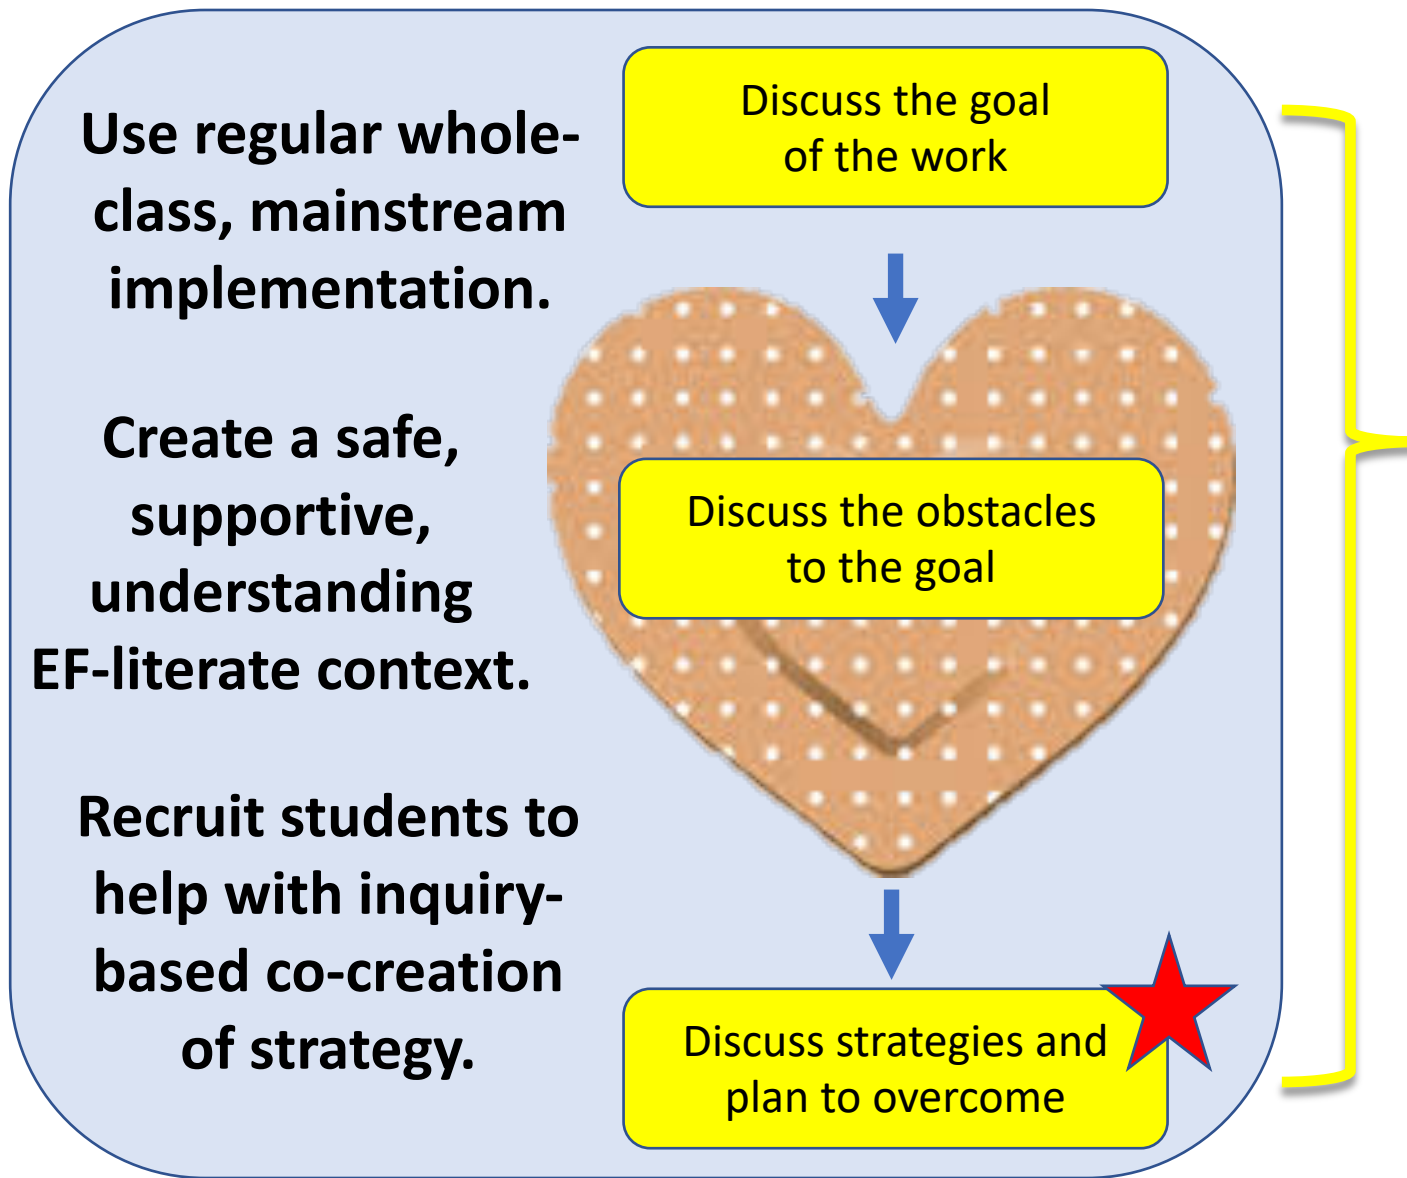 Use regular whole-
class, mainstream
implementation.
Create a safe,
supportive,
understanding
EF-literate context.
Recruit students to
help with inquiry-
based co-creation
of strategy.
Discuss the goal
of the work
Discuss the obstacles
to the goal
Discuss strategies and
plan to overcome